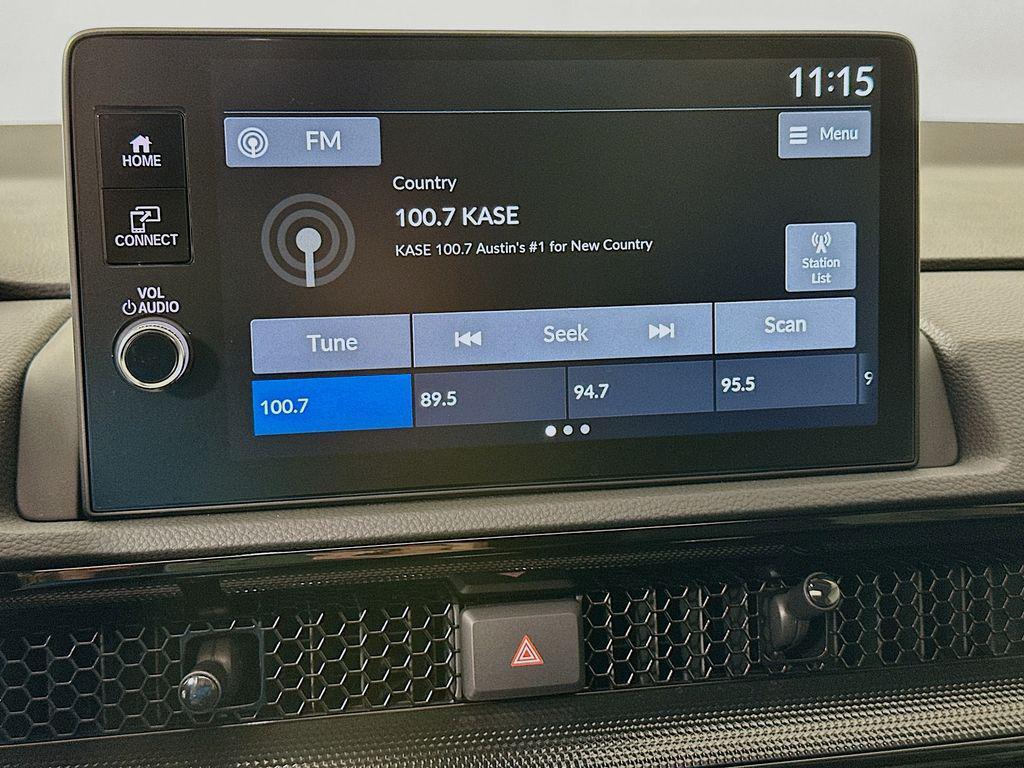 11:15
HOME
CONNECT
VOL
AUDIO
FM
Menu
Country
100.7 KASE
KASE 100.7 Austin's #1 for New Country
Station
List
Tune
Seek
Scan
100.7
89.5
94.7
95.5
9